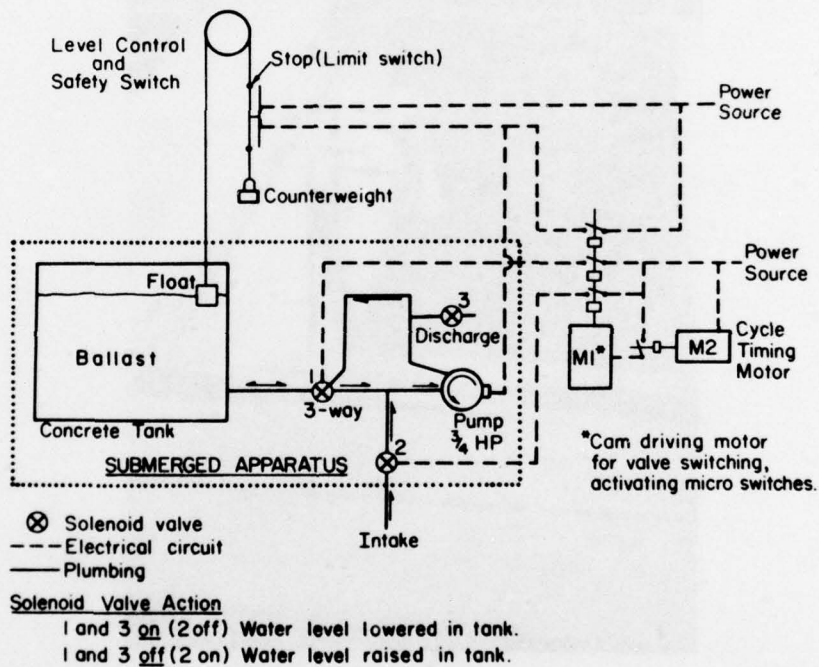 Level Control
and
Safety Switch
Stop (Limit switch)
Power
Source
Counterweight
Float
Ballast
Concrete Tank
1
3-way
3
Discharge
Pump
3/4 HP
2
SUBMERGED APPARATUS
Intake
Power
Source
M1*
M2
Cycle
Timing
Motor
*Cam driving motor
for valve switching,
activating micro switches.
Solenoid valve
Electrical circuit
Plumbing
Solenoid Valve Action
1 and 3 on (2 off) Water level lowered in tank.
1 and 3 off (2 on) Water level raised in tank.